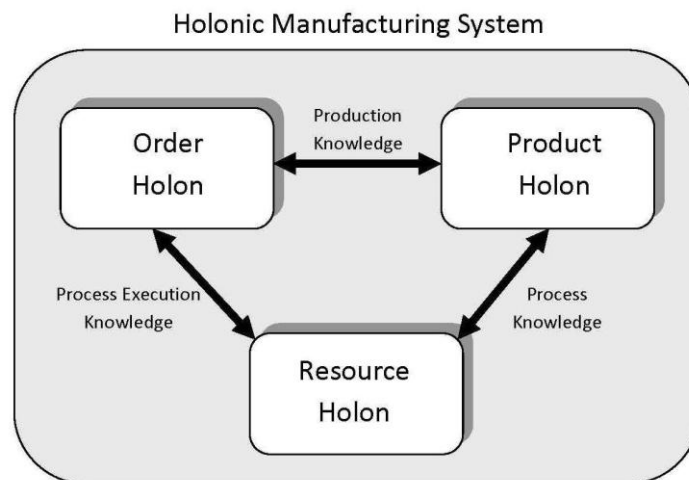 Holonic Manufacturing System
Order
Holon
Production
Knowledge
Product
Holon
Process Execution
Knowledge
Process
Knowledge
Resource
Holon